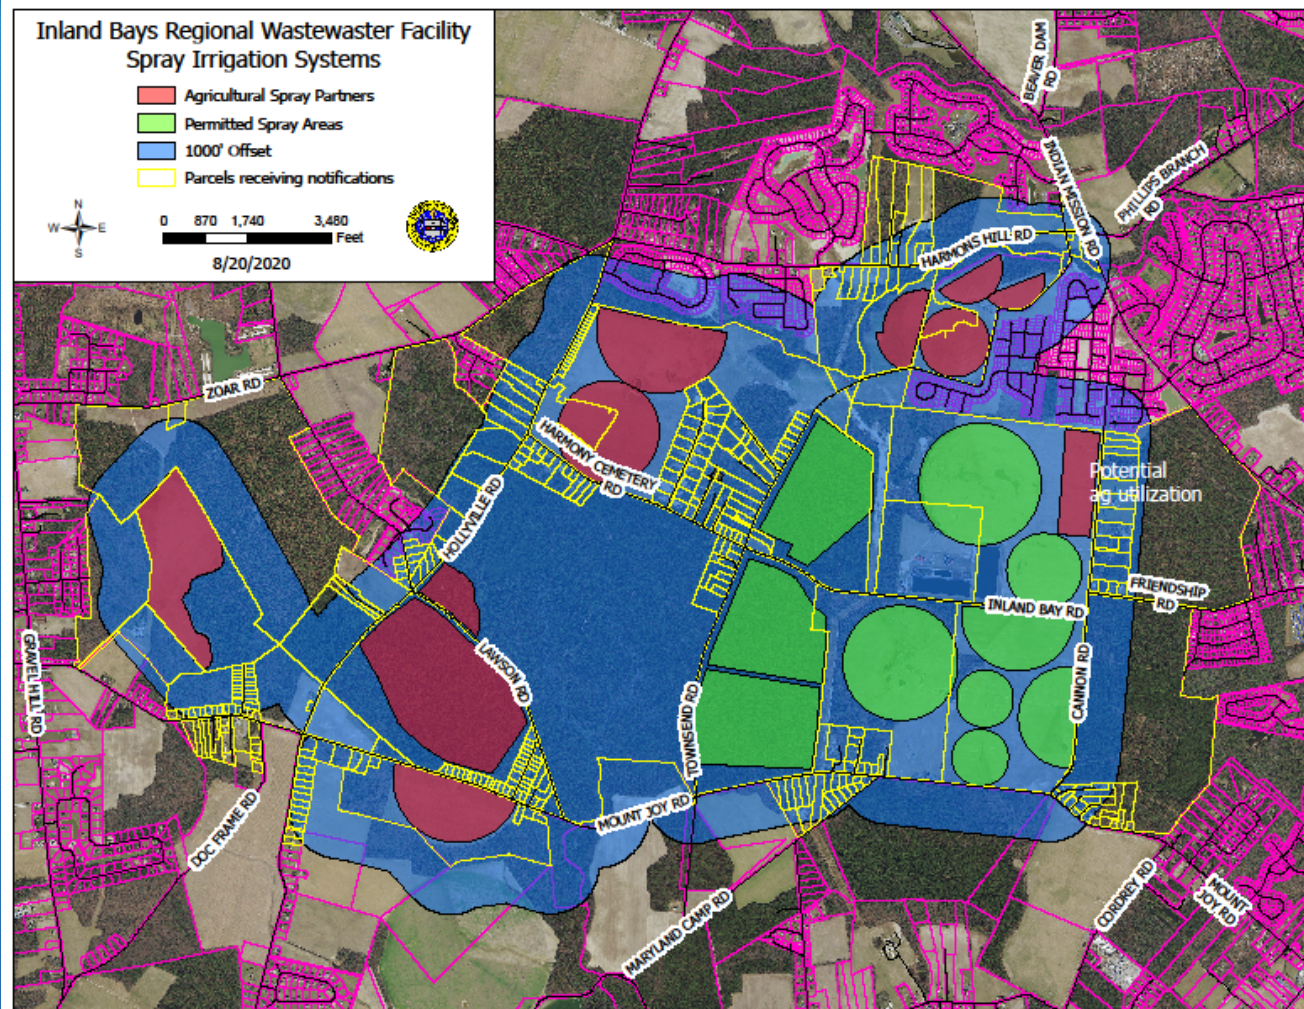 Inland Bays Regional Wastewaster Facility
Spray Irrigation Systems
Agricultural Spray Partners
Permitted Spray Areas
1000' Offset
Parcels receiving notifications
N
W E
S
0 870 1,740 3,480
Feet
8/20/2020
BEAVER DAM
RD
INDIAN MISSION RD
PHILLIPS BRANCH
RD
HARMONS HILL RD
ZOAR RD
HARMONY CEMETERY
RD
HOLLYVILLE RD
Potential
ag utilization
FRIENDSHIP
RD
INLAND BAY RD
GRAVEL HILL RD
LAWSON RD
TOWNSEND RD
CANNON RD
MOUNT JOY RD
DOC FRAME RD
MARYLAND CAMP RD
CORDREY RD
MOUNT
JOY RD